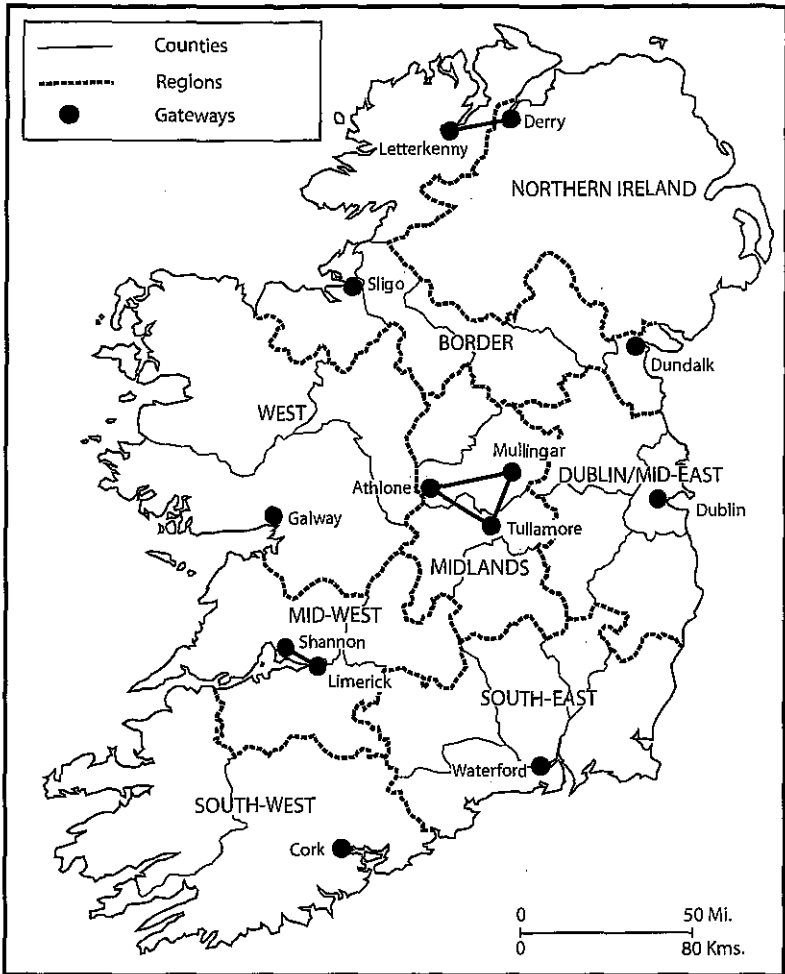 Counties
Regions
Gateways
Derry
Letterkenny
NORTHERN IRELAND
Sligo
BORDER
Dundalk
WEST
Mullingar
DUBLIN/MID-EAST
Athlone
Dublin
Galway
Tullamore
MIDLANDS
MID-WEST
Shannon
Limerick
SOUTH-EAST
Waterford
SOUTH-WEST
Cork
0 50 Mi.
0 80 Kms.